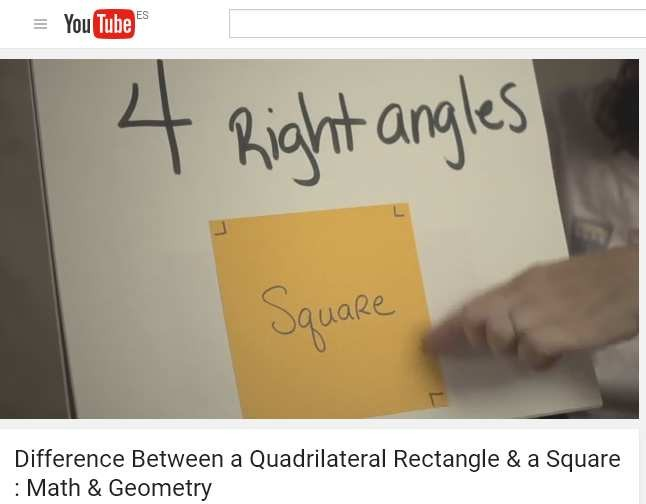 YouTube ES
4 Right angles
Square
Difference Between a Quadrilateral Rectangle & a Square
: Math & Geometry